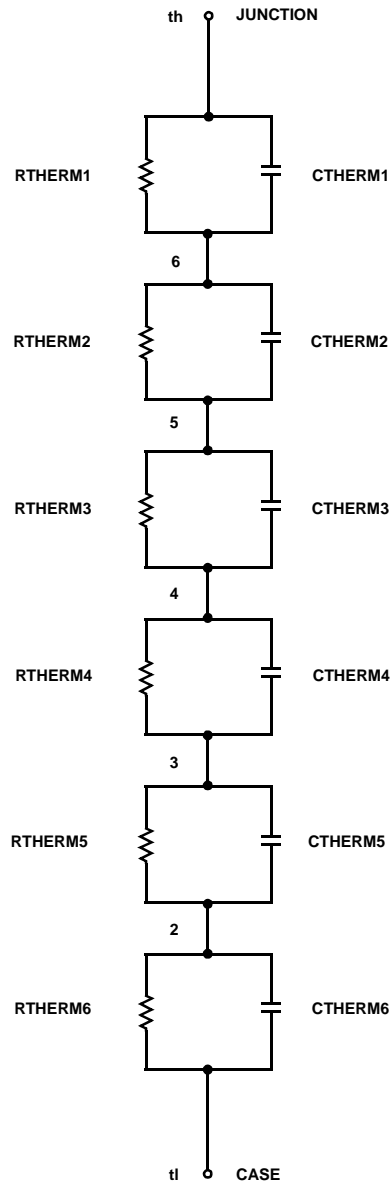 th JUNCTION
RTHERM1 CTHERM1
6
RTHERM2 CTHERM2
5
RTHERM3 CTHERM3
4
RTHERM4 CTHERM4
3
RTHERM5 CTHERM5
2
RTHERM6 CTHERM6
tl CASE